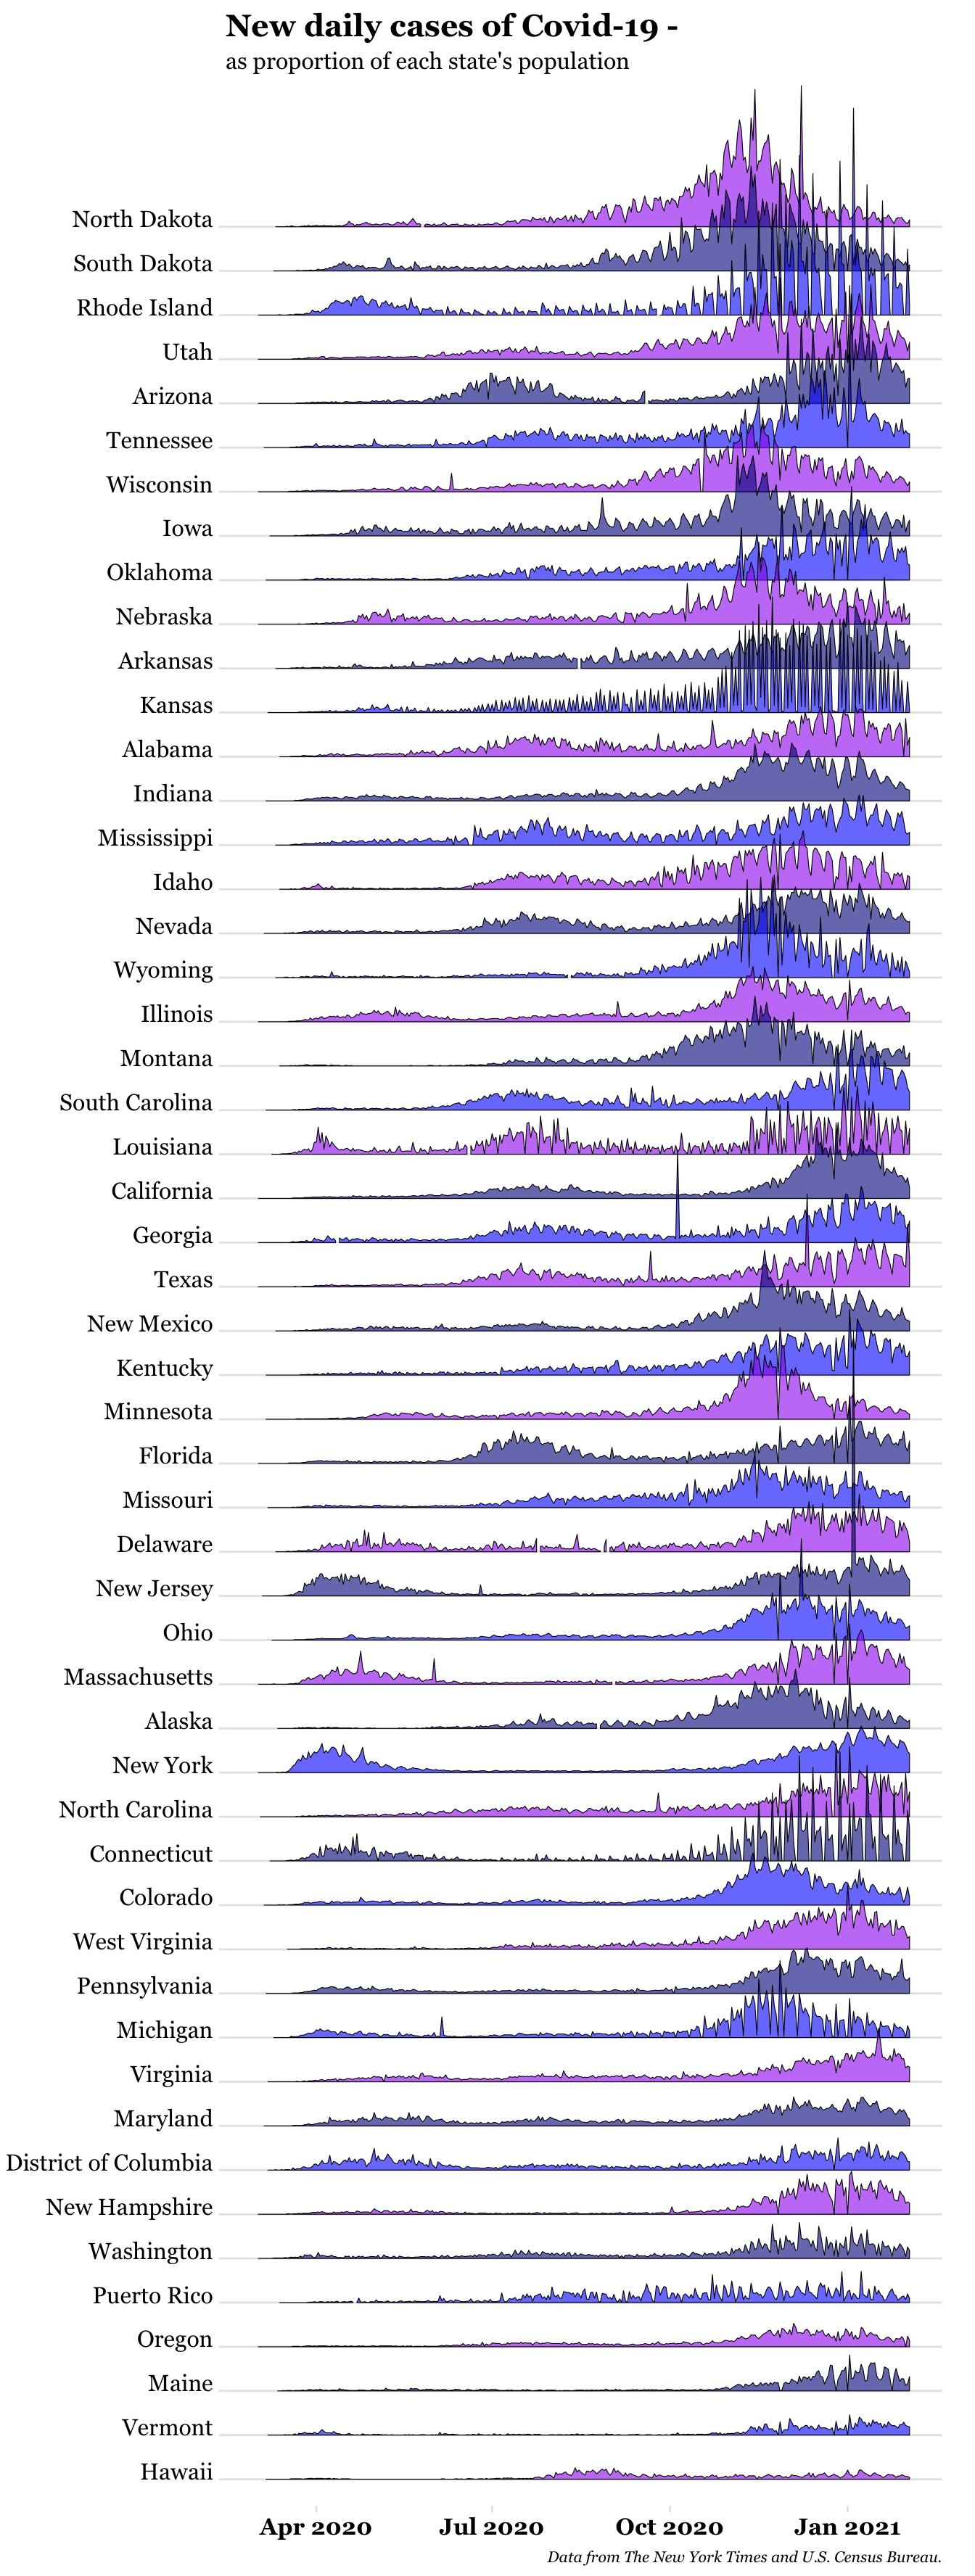 New daily cases of Covid-19 -
as proportion of each state's population
North Dakota
South Dakota
Rhode Island
Utah
Arizona
Tennessee
Wisconsin
Iowa
Oklahoma
Nebraska
Arkansas
Kansas
Alabama
Indiana
Mississippi
Idaho
Nevada
Wyoming
Illinois
Montana
South Carolina
Louisiana
California
Georgia
Texas
New Mexico
Kentucky
Minnesota
Florida
Missouri
Delaware
New Jersey
Ohio
Massachusetts
Alaska
New York
North Carolina
Connecticut
Colorado
West Virginia
Pennsylvania
Michigan
Virginia
Maryland
District of Columbia
New Hampshire
Washington
Puerto Rico
Oregon
Maine
Vermont
Hawaii
Apr 2020 Jul 2020 Oct 2020 Jan 2021
Data from The New York Times and U.S. Census Bureau.